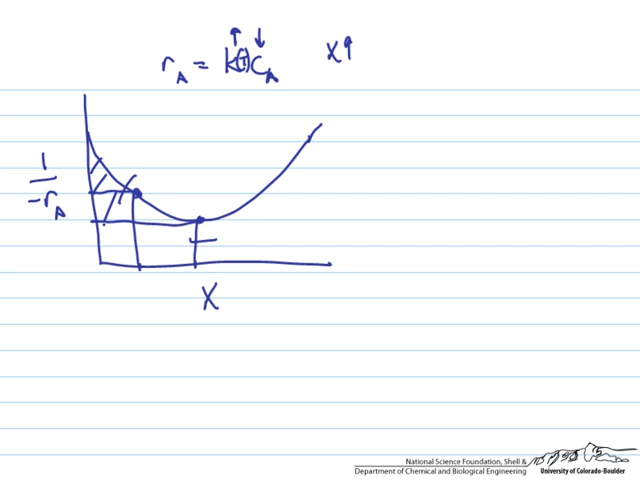 r_A = k(T)C_A X↑
1
-r_A
X
National Science Foundation, Shell &
Department of Chemical and Biological Engineering
University of Colorado-Boulder